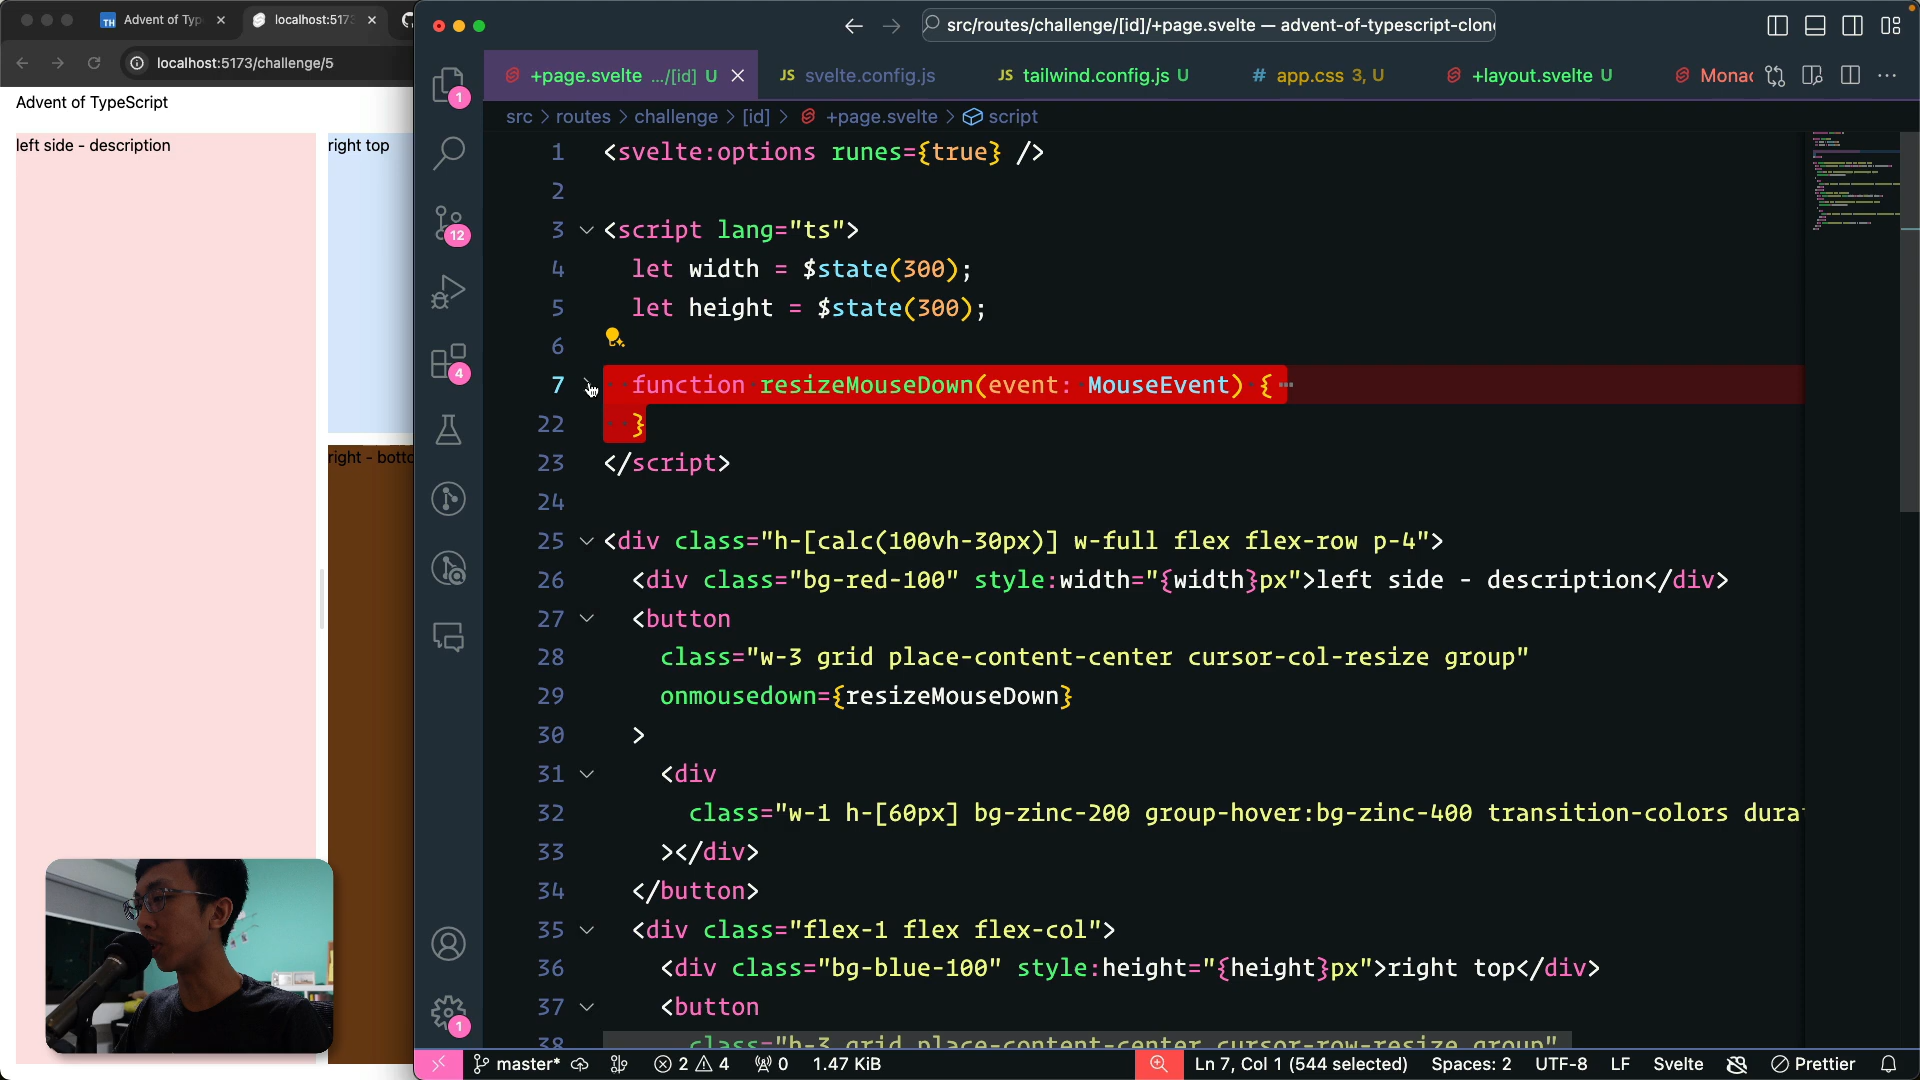 Advent of Typ
localhost:517
localhost:5173/challenge/5
Advent of TypeScript
left side - description
right top
right - botto
src/routes/challenge/[id]/+page.svelte — advent-of-typescript-clon
+page.svelte .../[id] U
JS svelte.config.js
JS tailwind.config.js U
# app.css 3, U
+layout.svelte U
Monac
src > routes > challenge > [id] > +page.svelte > script
1
12
4
1
1 <svelte:options runes={true} />
2
3 <script lang="ts">
4 let width = $state(300);
5 let height = $state(300);
6
7 function resizeMouseDown(event: MouseEvent) {
22 }
23 </script>
24
25 <div class="h-[calc(100vh-30px)] w-full flex flex-row p-4">
26 <div class="bg-red-100" style:width="{width}px">left side - description</div>
27 <button
28 class="w-3 grid place-content-center cursor-col-resize group"
29 onmousedown={resizeMouseDown}
30 >
31 <div
32 class="w-1 h-[60px] bg-zinc-200 group-hover:bg-zinc-400 transition-colors dura
33 ></div>
34 </button>
35 <div class="flex-1 flex flex-col">
36 <div class="bg-blue-100" style:height="{height}px">right top</div>
37 <button
38 class="h-3 grid place-content-center cursor-row-resize group"
master* 2 4 0 1.47 KiB Ln 7, Col 1 (544 selected) Spaces: 2 UTF-8 LF Svelte Prettier